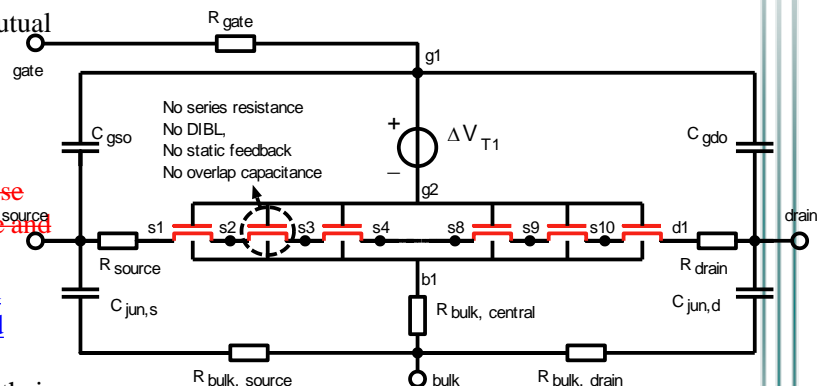 utual
R gate
gate
g1
No series resistance
No DIBL,
No static feedback
No overlap capacitance
C gso
+
ΔV T1
−
C gdo
g2
se
source
e and
drain
s1
s2
s3
s4
s8
s9
s10
d1
R source
R drain
b1
C jun,s
R bulk, central
C jun,d
R bulk, source
bulk
R bulk, drain